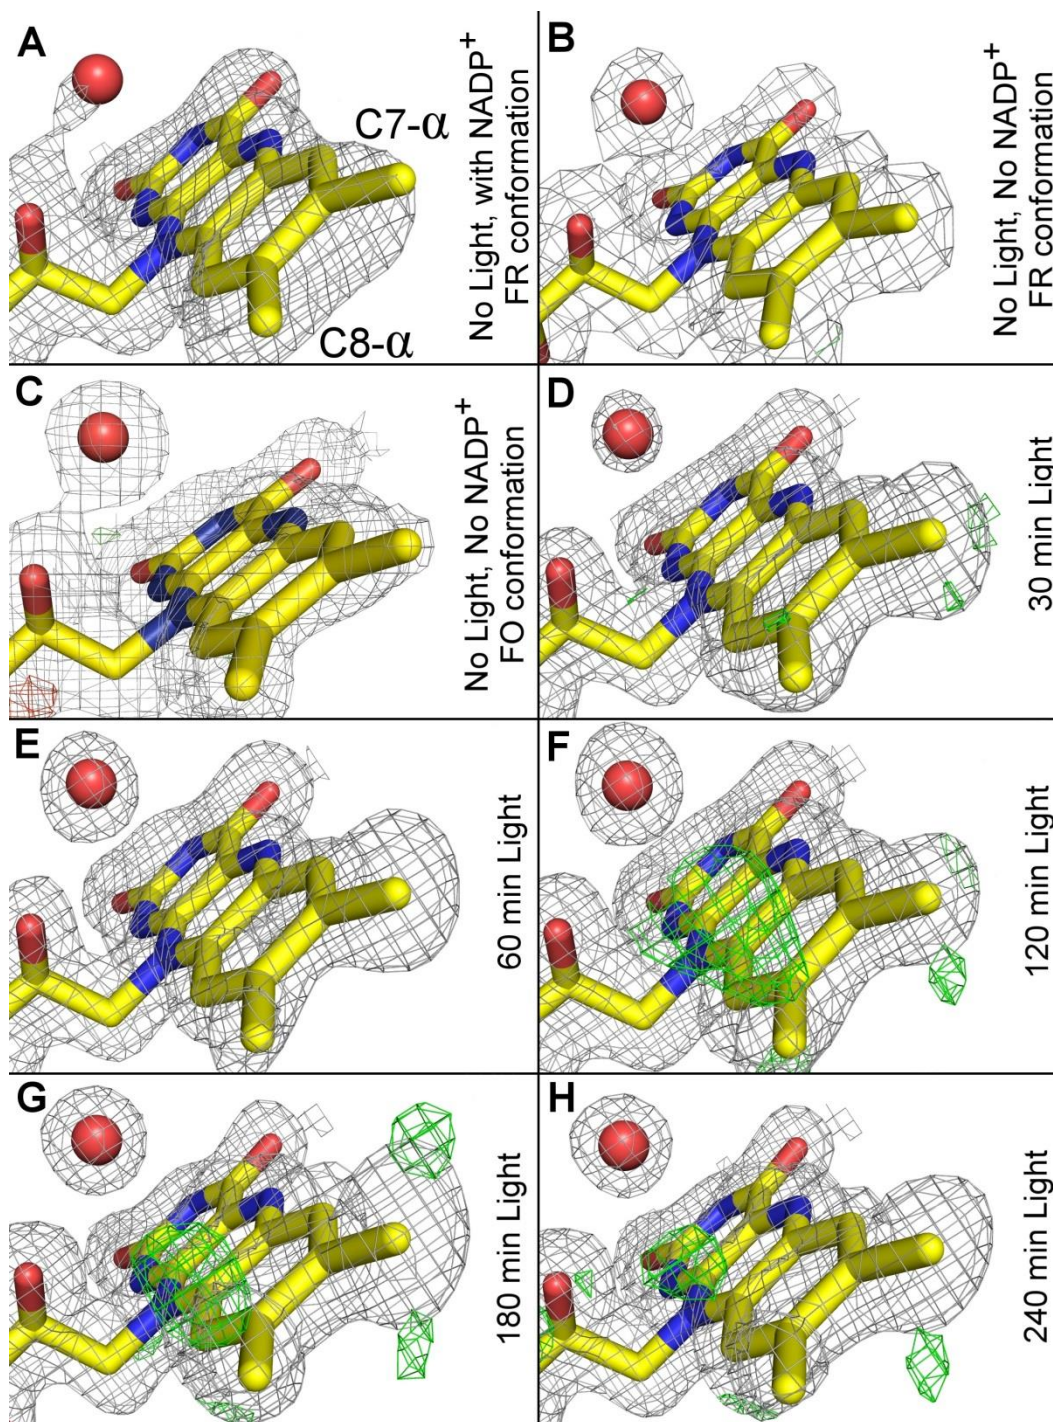 A
C7-α
C8-α
No Light, with NADP+
FR conformation
B
No Light, No NADP+
FR conformation
C
No Light, No NADP+
FO conformation
D
30 min Light
E
60 min Light
F
120 min Light
G
180 min Light
H
240 min Light